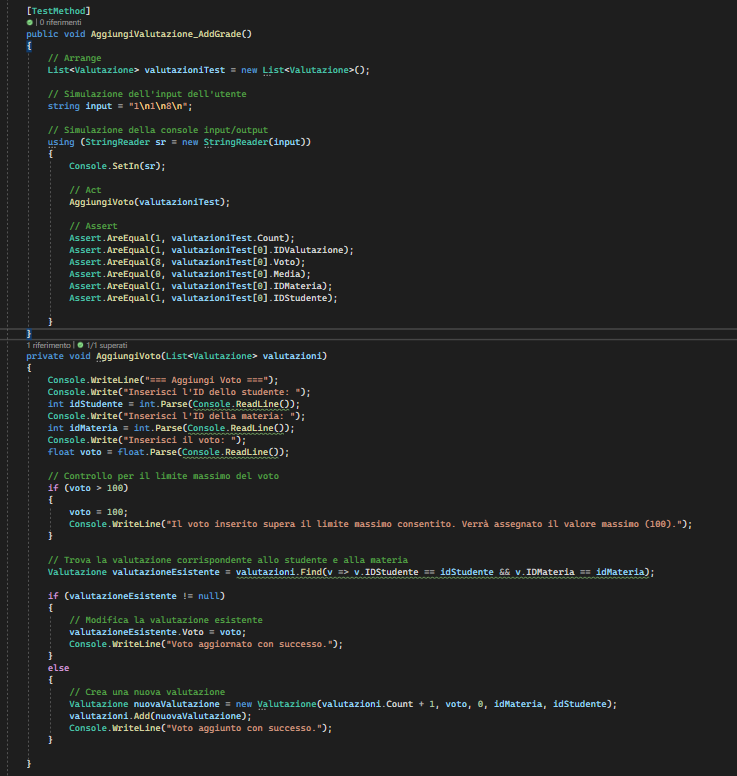 [TestMethod]
| 0 riferimenti
public void AggiungiValutazione_AddGrade()
{
// Arrange
List<Valutazione> valutazioniTest = new List<Valutazione>();
// Simulazione dell'input dell'utente
string input = "1\n1\n8\n";
// Simulazione della console input/output
using (StringReader sr = new StringReader(input))
{
Console.SetIn(sr);
// Act
AggiungiVoto(valutazioniTest);
// Assert
Assert.AreEqual(1, valutazioniTest.Count);
Assert.AreEqual(1, valutazioniTest[0].IDValutazione);
Assert.AreEqual(8, valutazioniTest[0].Voto);
Assert.AreEqual(0, valutazioniTest[0].Media);
Assert.AreEqual(1, valutazioniTest[0].IDMateria);
Assert.AreEqual(1, valutazioniTest[0].IDStudente);
}
}
1 riferimento | 1/1 superati
private void AggiungiVoto(List<Valutazione> valutazioni)
{
Console.WriteLine("=== Aggiungi Voto ===");
Console.Write("Inserisci l'ID dello studente: ");
int idStudente = int.Parse(Console.ReadLine());
Console.Write("Inserisci l'ID della materia: ");
int idMateria = int.Parse(Console.ReadLine());
Console.Write("Inserisci il voto: ");
float voto = float.Parse(Console.ReadLine());
// Controllo per il limite massimo del voto
if (voto > 100)
{
voto = 100;
Console.WriteLine("Il voto inserito supera il limite massimo consentito. Verrà assegnato il valore massimo (100).");
}
// Trova la valutazione corrispondente allo studente e alla materia
Valutazione valutazioneEsistente = valutazioni.Find(v => v.IDStudente == idStudente && v.IDMateria == idMateria);
if (valutazioneEsistente != null)
{
// Modifica la valutazione esistente
valutazioneEsistente.Voto = voto;
Console.WriteLine("Voto aggiornato con successo.");
}
else
{
// Crea una nuova valutazione
Valutazione nuovaValutazione = new Valutazione(valutazioni.Count + 1, voto, 0, idMateria, idStudente);
valutazioni.Add(nuovaValutazione);
Console.WriteLine("Voto aggiunto con successo.");
}
}